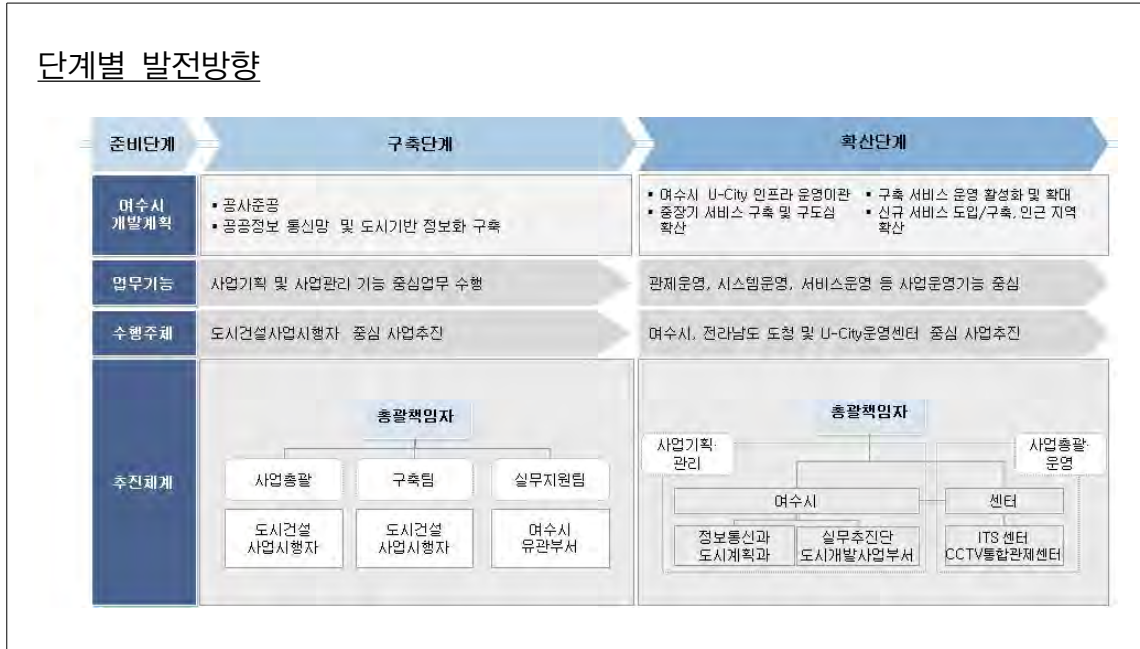 단계별 발전방향
준비단계
구축단계
확산단계
여수시
개발계획
▪ 공사준공
▪ 공공정보 통신망 및 도시기반 정보화 구축
▪ 여수시 U-City 인프라 운영이관
▪ 중장기 서비스 구축 및 구도심
확산
▪ 구축 서비스 운영 활성화 및 확대
▪ 신규 서비스 도입/구축, 인근 지역
확산
업무기능
사업기획 및 사업관리 기능 중심업무 수행
관제운영, 시스템운영, 서비스운영 등 사업운영기능 중심
수행주체
도시건설사업시행자 중심 사업추진
여수시, 전라남도 도청 및 U-City운영센터 중심 사업추진
추진체계
총괄책임자
사업총괄
구축팀
실무지원팀
도시건설
사업시행자
도시건설
사업시행자
여수시
유관부서
총괄책임자
사업기획·
관리
사업총괄·
운영
여수시
센터
정보통신과
도시계획과
실무추진단
도시개발사업부서
ITS 센터
CCTV통합관제센터